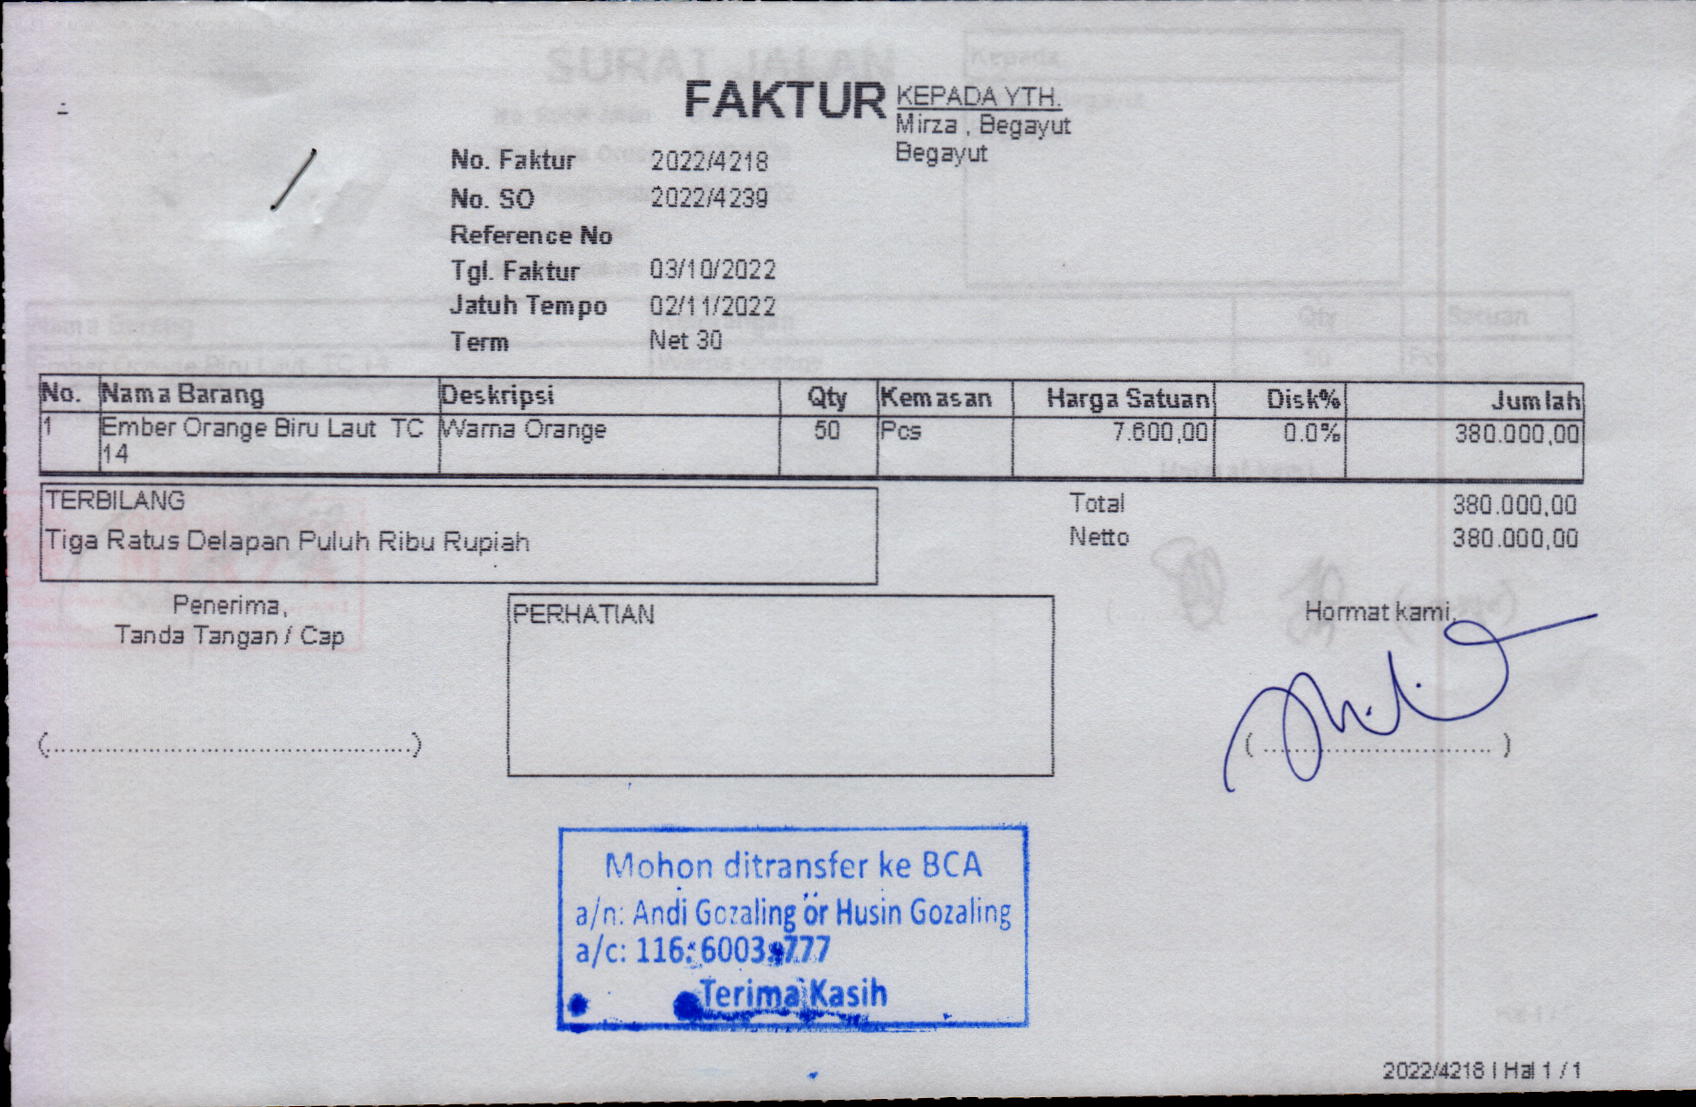 FAKTUR
KEPADA YTH.
Mirza , Begayut
Begayut
No. Faktur 2022/4218
No. SO 2022/4239
Reference No
Tgl. Faktur 03/10/2022
Jatuh Tempo 02/11/2022
Term Net 30
No. Nama Barang Deskripsi Qty Kemasan Harga Satuan Disk% Jumlah
1 Ember Orange Biru Laut TC Warna Orange 50 Pcs 7.600,00 0.0% 380.000,00
14
TERBILANG
Tiga Ratus Delapan Puluh Ribu Rupiah
Total 380.000,00
Netto 380.000,00
Penerima,
Tanda Tangan / Cap
PERHATIAN
Hormat kami,
(................................................)
(..............................)
Mohon ditransfer ke BCA
a/n: Andi Gozaling or Husin Gozaling
a/c: 116. 6003. 777
Terima Kasih
2022/4218 | Hal 1 / 1